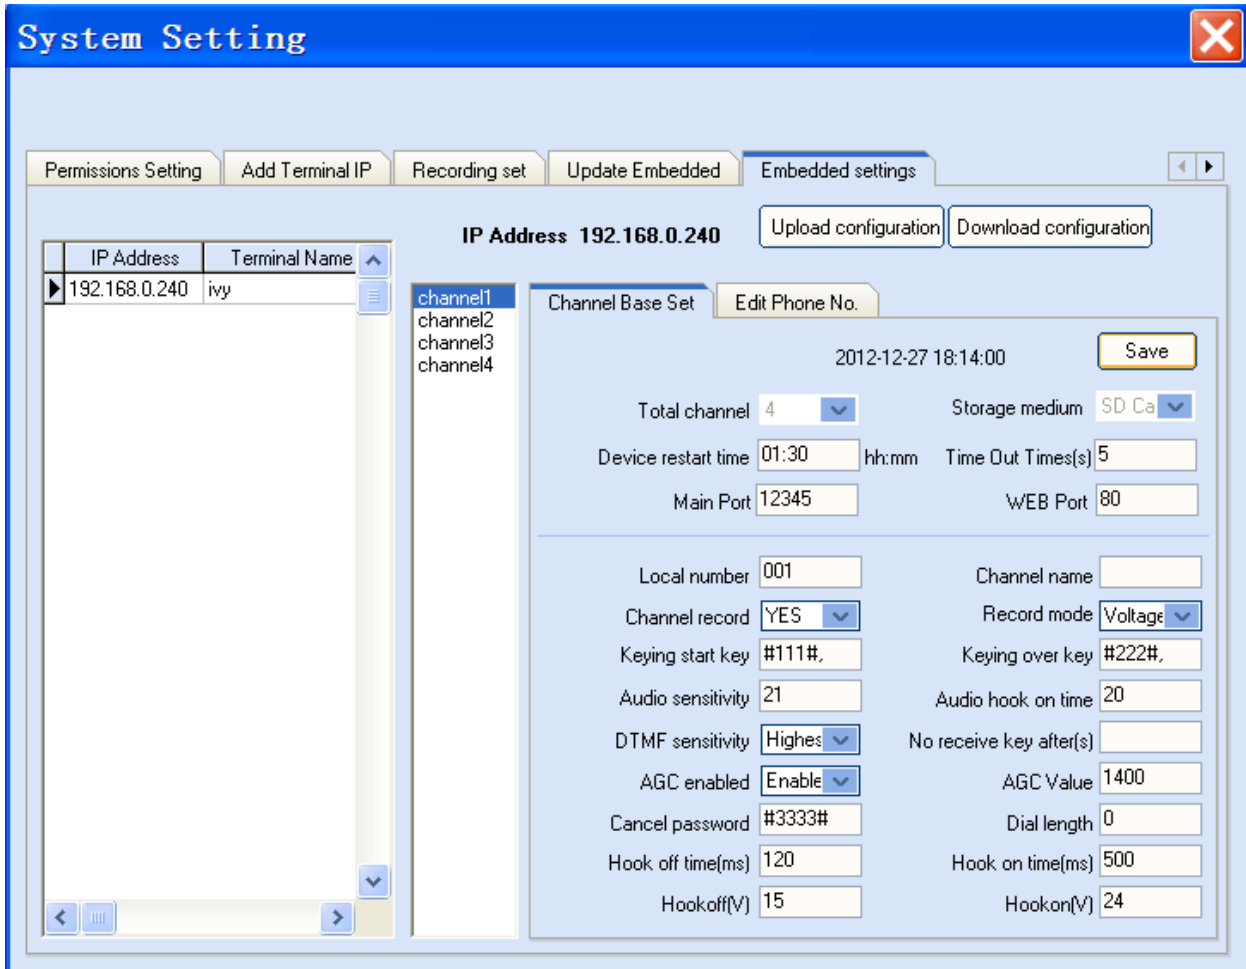 System Setting
Permissions Setting Add Terminal IP Recording set Update Embedded Embedded settings
IP Address 192.168.0.240 Upload configuration Download configuration
IP Address Terminal Name
192.168.0.240 ivy
channel1
channel2
channel3
channel4
Channel Base Set Edit Phone No.
2012-12-27 18:14:00 Save
Total channel 4 Storage medium SD Ca
Device restart time 01:30 hh:mm Time Out Times(s) 5
Main Port 12345 WEB Port 80
Local number 001 Channel name
Channel record YES Record mode Voltage
Keying start key #111#, Keying over key #222#,
Audio sensitivity 21 Audio hook on time 20
DTMF sensitivity Highes No receive key after(s)
AGC enabled Enable AGC Value 1400
Cancel password #3333# Dial length 0
Hook off time(ms) 120 Hook on time(ms) 500
Hookoff(V) 15 Hookon(V) 24